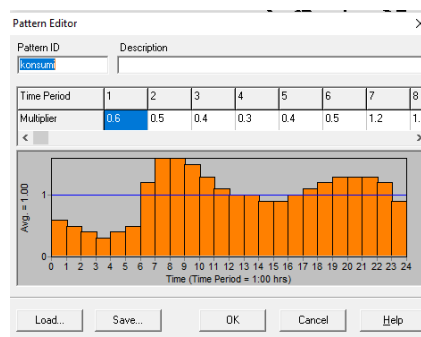 Pattern Editor
Pattern ID Description
konsumi
Time Period 1 2 3 4 5 6 7 8
Multiplier 0.6 0.5 0.4 0.3 0.4 0.5 1.2 1.
Avg. = 1.00
1
0
0 1 2 3 4 5 6 7 8 9 10 11 12 13 14 15 16 17 18 19 20 21 22 23 24
Time (Time Period = 1:00 hrs)
Load... Save... OK Cancel Help